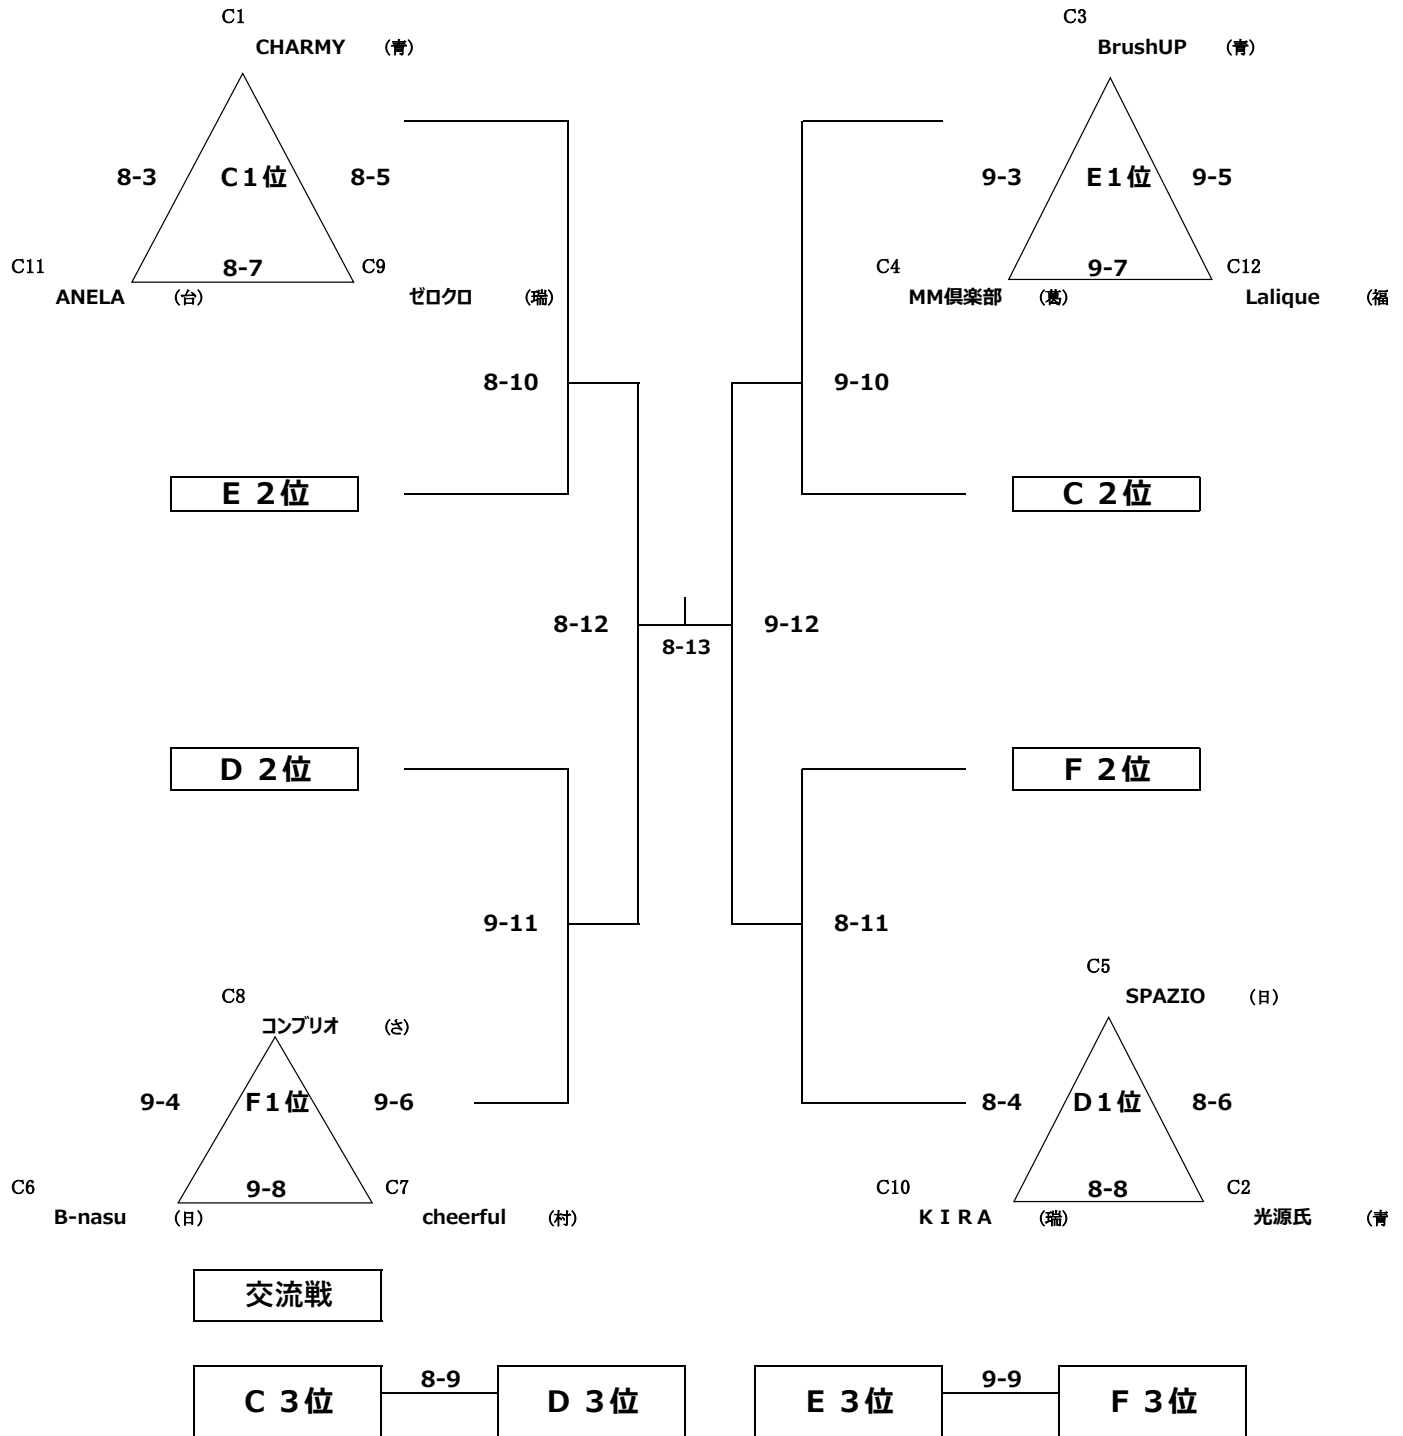 C1 C3
CHARMY (青) BrushUP (青)
8-3 C1位 8-5 9-3 E1位 9-5
C11 8-7 C9 C4 9-7 C12
ANELA (台) ゼロクロ (瑞) MM倶楽部 (葛) Lalique (福
8-10 9-10
E 2位 C 2位
8-12 9-12
8-13
D 2位 F 2位
9-11 8-11
C5
C8 SPAZIO (日)
コンブリオ (さ)
9-4 F1位 9-6 8-4 D1位 8-6
C6 9-8 C7 C10 8-8 C2
B-nasu (日) cheerful (村) KIRA (瑞) 光源氏 (青
交流戦
8-9 9-9
C 3位 D 3位 E 3位 F 3位